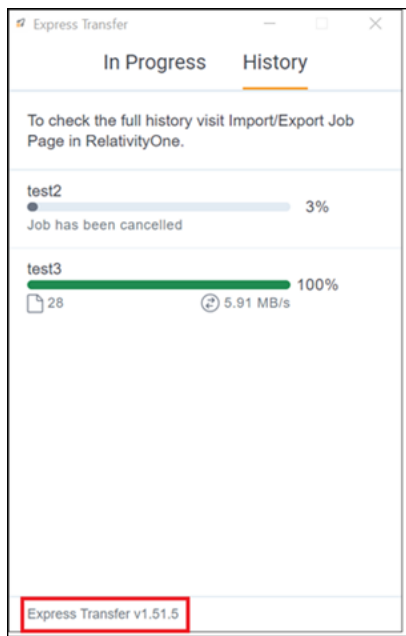 Express Transfer
In Progress History
To check the full history visit Import/Export Job
Page in RelativityOne.
test2
3%
Job has been cancelled
test3
100%
28 5.91 MB/s
Express Transfer v1.51.5